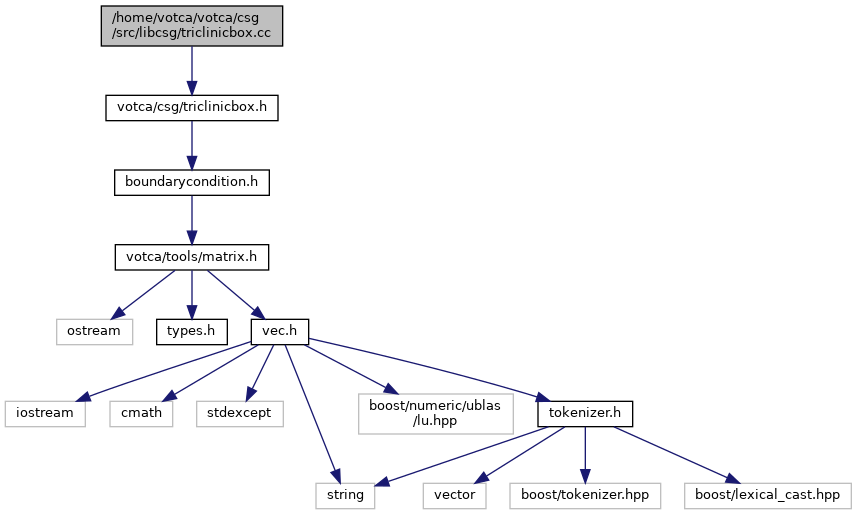 /home/votca/votca/csg
/src/libcsg/triclinicbox.cc
votca/csg/triclinicbox.h
boundarycondition.h
votca/tools/matrix.h
ostream
types.h
vec.h
iostream
cmath
stdexcept
boost/numeric/ublas
/lu.hpp
tokenizer.h
string
vector
boost/tokenizer.hpp
boost/lexical_cast.hpp